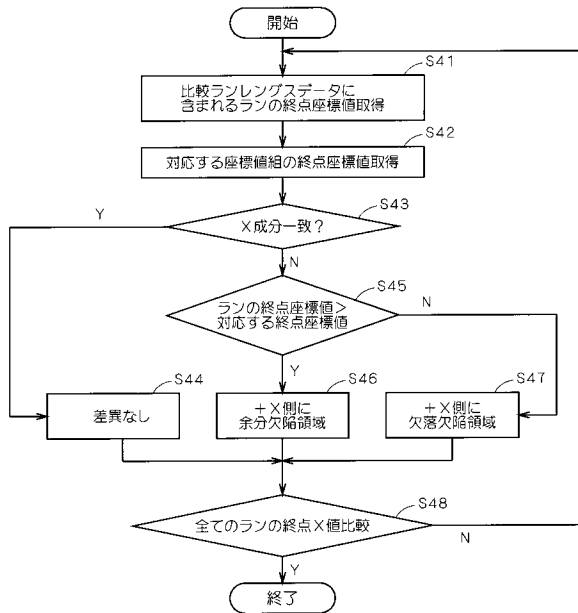 開始
S41
比較ランレングスデータに
含まれるランの終点座標値取得
S42
対応する座標値組の終点座標値取得
S43
X成分一致?
Y
N
S45
ランの終点座標値>
対応する終点座標値
N
Y
S44
差異なし
S46
+X側に
余分欠陥領域
S47
+X側に
欠落欠陥領域
S48
全てのランの終点X値比較
N
Y
終了